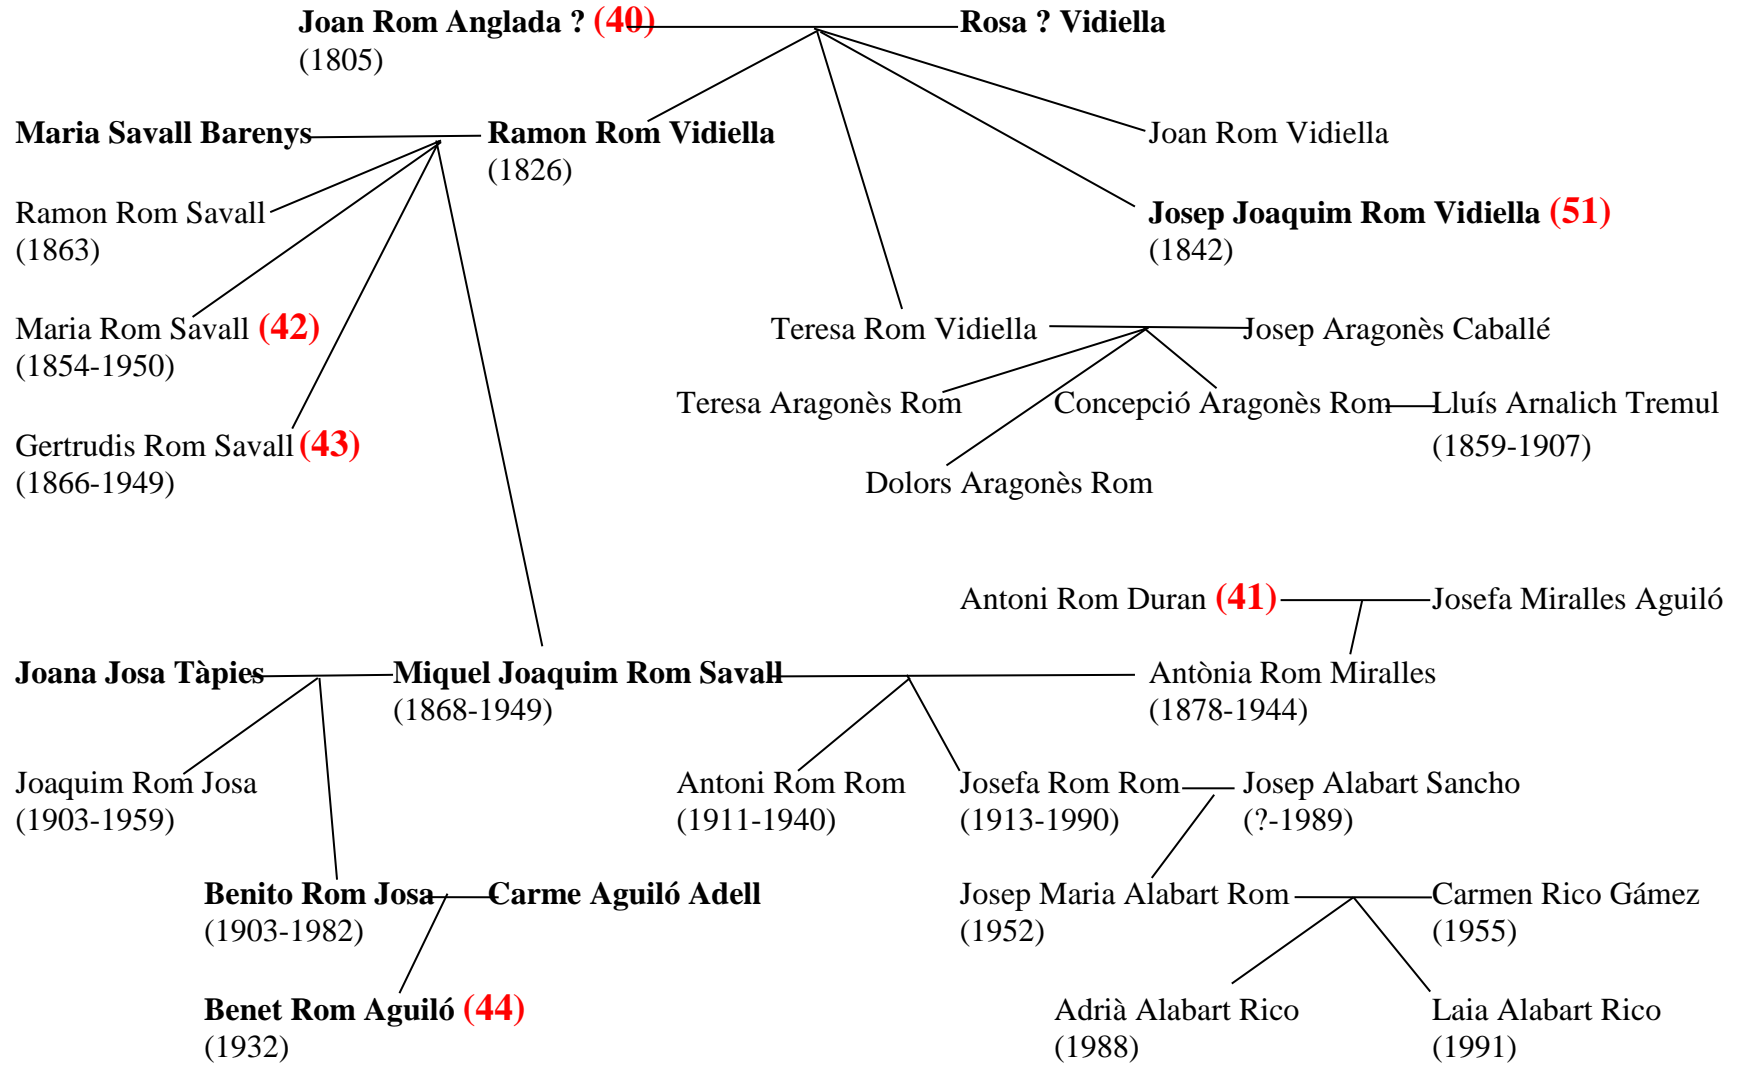 Joan Rom Anglada ? (40) Rosa ? Vidiella
(1805)
Maria Savall Barenys Ramon Rom Vidiella Joan Rom Vidiella
(1826)
Ramon Rom Savall Josep Joaquim Rom Vidiella (51)
(1863) (1842)
Maria Rom Savall (42) Teresa Rom Vidiella Josep Aragonès Caballé
(1854-1950)
Teresa Aragonès Rom Concepció Aragonès Rom Lluís Arnalich Tremul
Gertrudis Rom Savall (43) (1859-1907)
(1866-1949) Dolors Aragonès Rom
Antoni Rom Duran (41) Josefa Miralles Aguiló
Joana Josa Tàpies Miquel Joaquim Rom Savall Antònia Rom Miralles
(1868-1949) (1878-1944)
Joaquim Rom Josa Antoni Rom Rom Josefa Rom Rom Josep Alabart Sancho
(1903-1959) (1911-1940) (1913-1990) (?-1989)
Benito Rom Josa Carme Aguiló Adell Josep Maria Alabart Rom Carmen Rico Gámez
(1903-1982) (1952) (1955)
Benet Rom Aguiló (44) Adrià Alabart Rico Laia Alabart Rico
(1932) (1988) (1991)